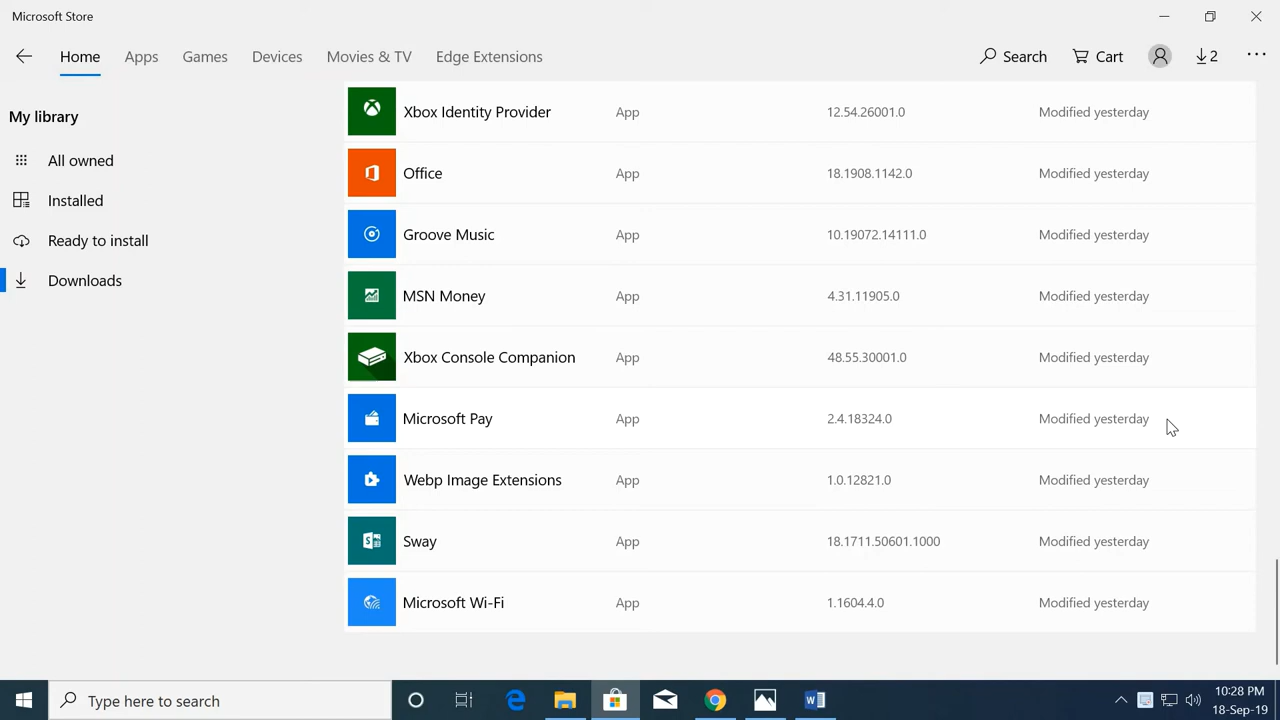 Microsoft Store
Home Apps Games Devices Movies & TV Edge Extensions Search Cart 2
My library
All owned
Installed
Ready to install
Downloads
Xbox Identity Provider App 12.54.26001.0 Modified yesterday
Office App 18.1908.1142.0 Modified yesterday
Groove Music App 10.19072.14111.0 Modified yesterday
MSN Money App 4.31.11905.0 Modified yesterday
Xbox Console Companion App 48.55.30001.0 Modified yesterday
Microsoft Pay App 2.4.18324.0 Modified yesterday
Webp Image Extensions App 1.0.12821.0 Modified yesterday
Sway App 18.1711.50601.1000 Modified yesterday
Microsoft Wi-Fi App 1.1604.4.0 Modified yesterday
Type here to search
10:28 PM
18-Sep-19